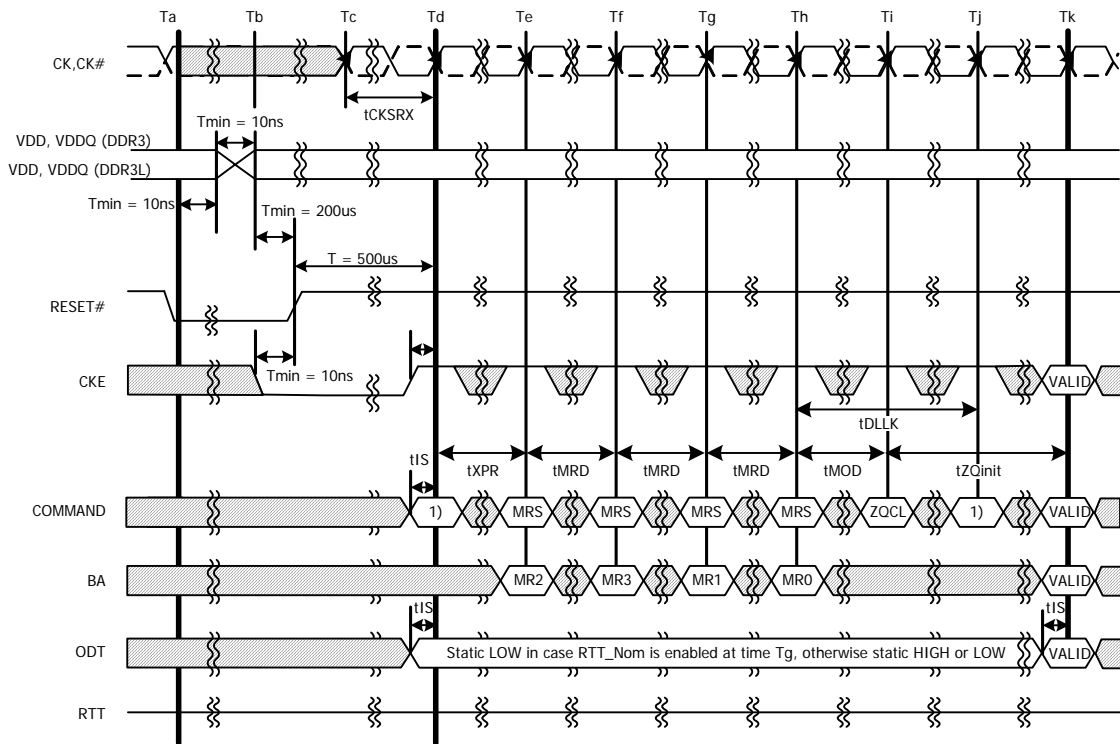 Ta Tb Tc Td Te Tf Tg Th Ti Tj Tk
CK,CK#
tCKSRX
Tmin = 10ns
VDD, VDDQ (DDR3)
VDD, VDDQ (DDR3L)
Tmin = 10ns
Tmin = 200us
T = 500us
RESET#
Tmin = 10ns
CKE
VALID
tDLLK
tIS
tXPR tMRD tMRD tMRD tMOD tZQinit
COMMAND
1) MRS MRS MRS MRS ZQCL 1) VALID
BA
MR2 MR3 MR1 MR0 VALID
tIS
tIS
ODT
Static LOW in case RTT_Nom is enabled at time Tg, otherwise static HIGH or LOW
VALID
RTT